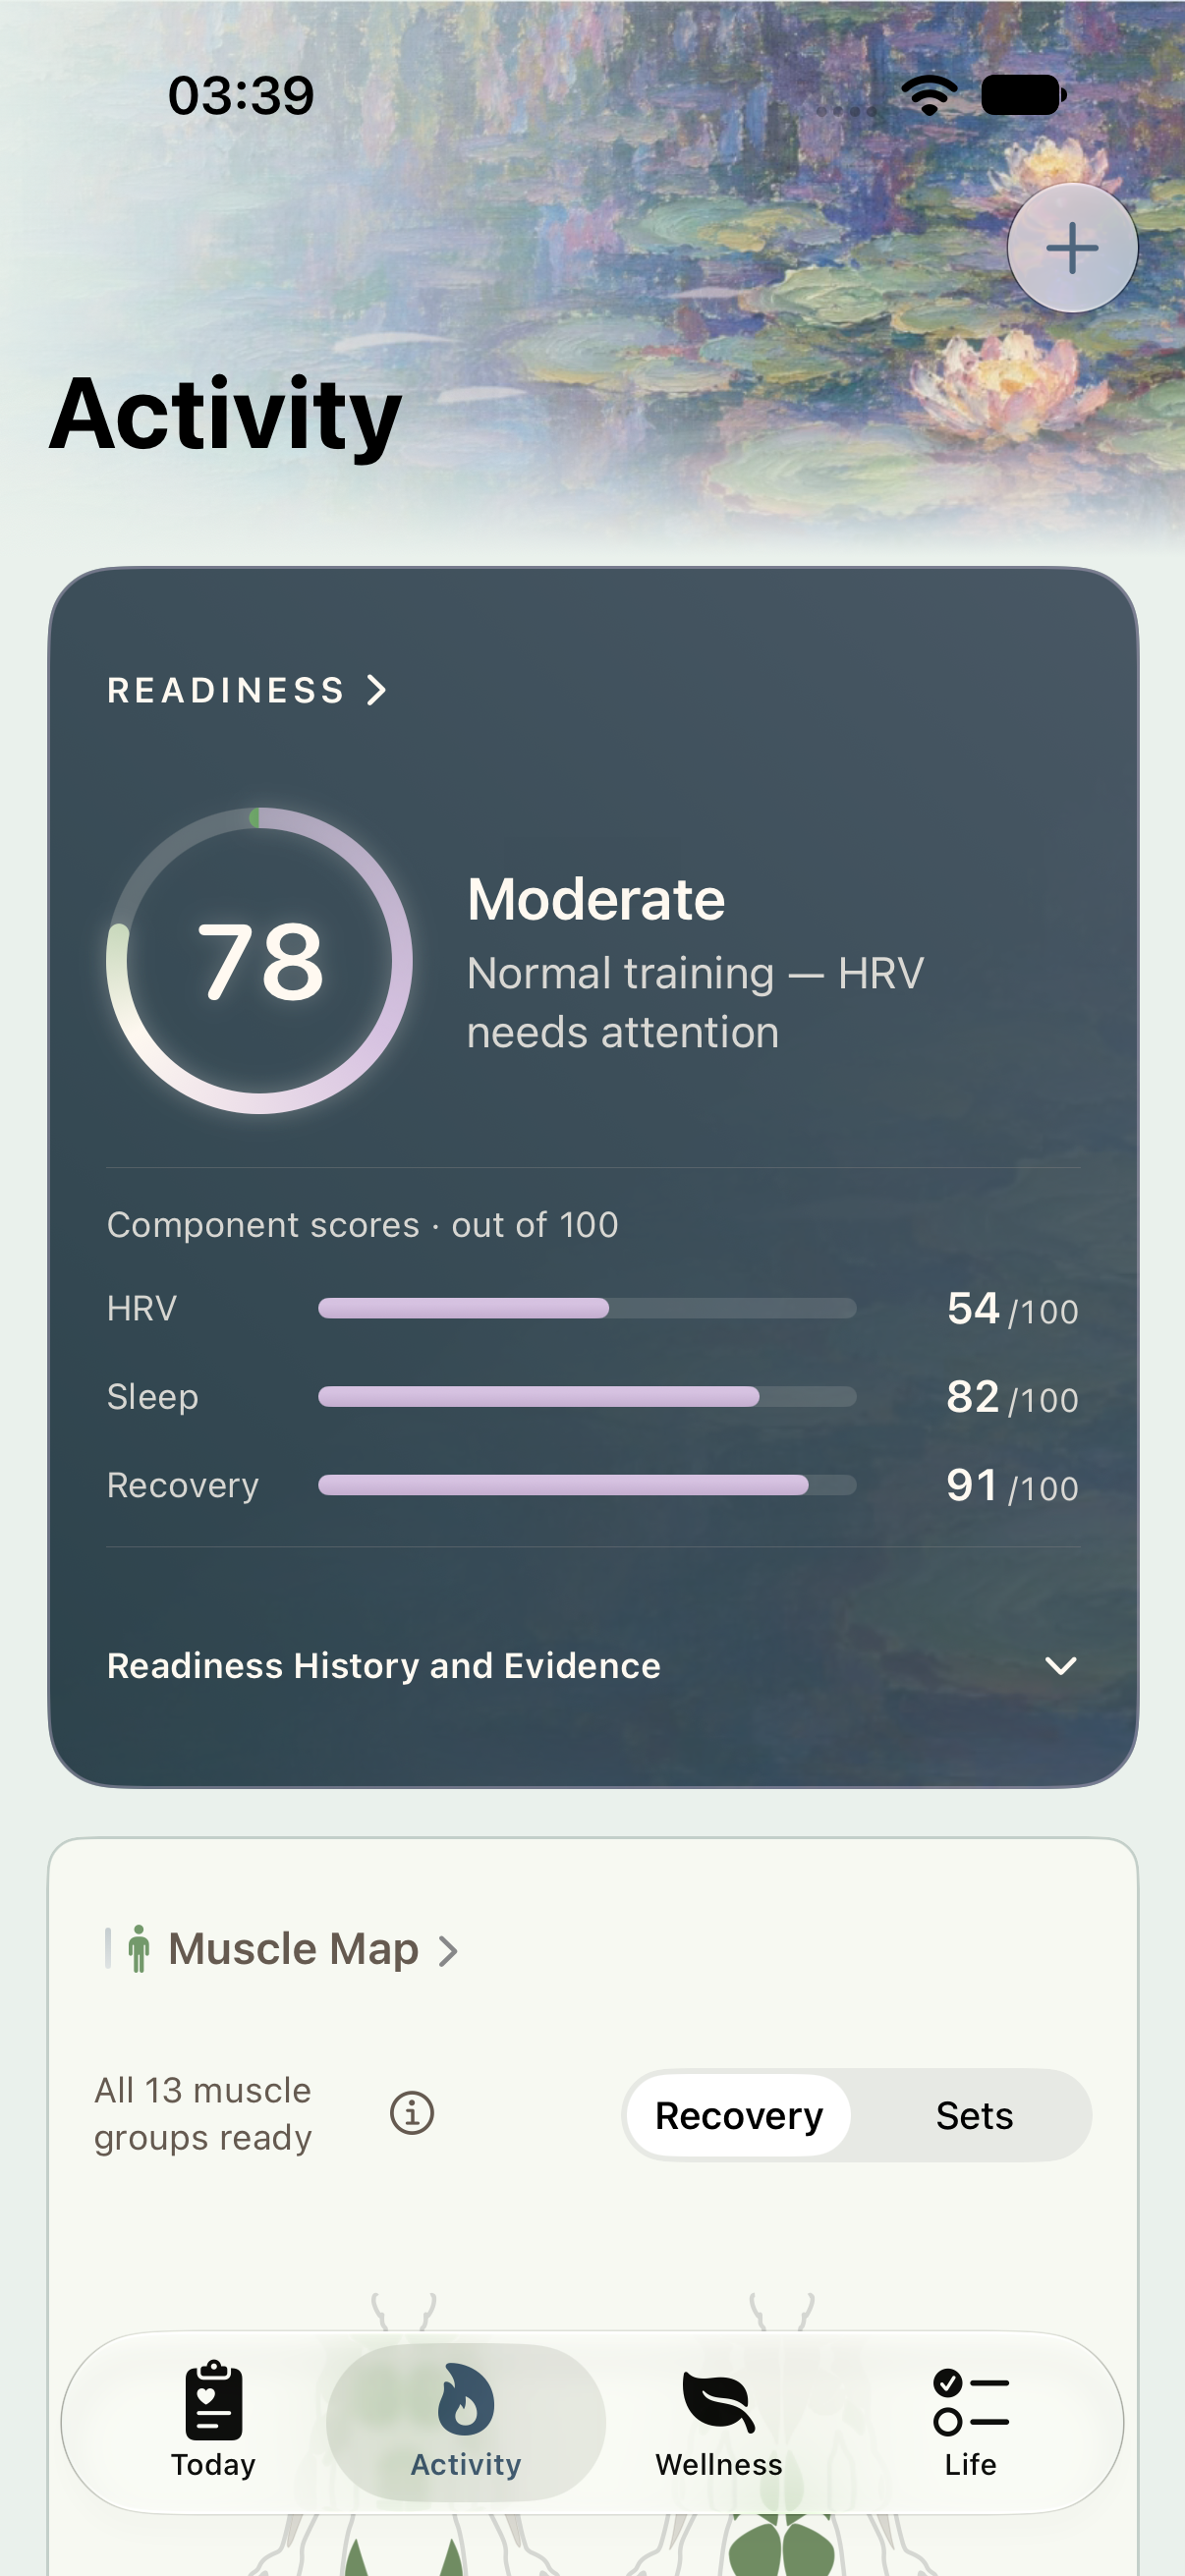 03:39
Activity
READINESS
78
Moderate
Normal training — HRV
needs attention
Component scores · out of 100
HRV 54 /100
Sleep 82 /100
Recovery 91 /100
Readiness History and Evidence
Muscle Map
All 13 muscle
groups ready
Recovery Sets
Today Activity Wellness Life